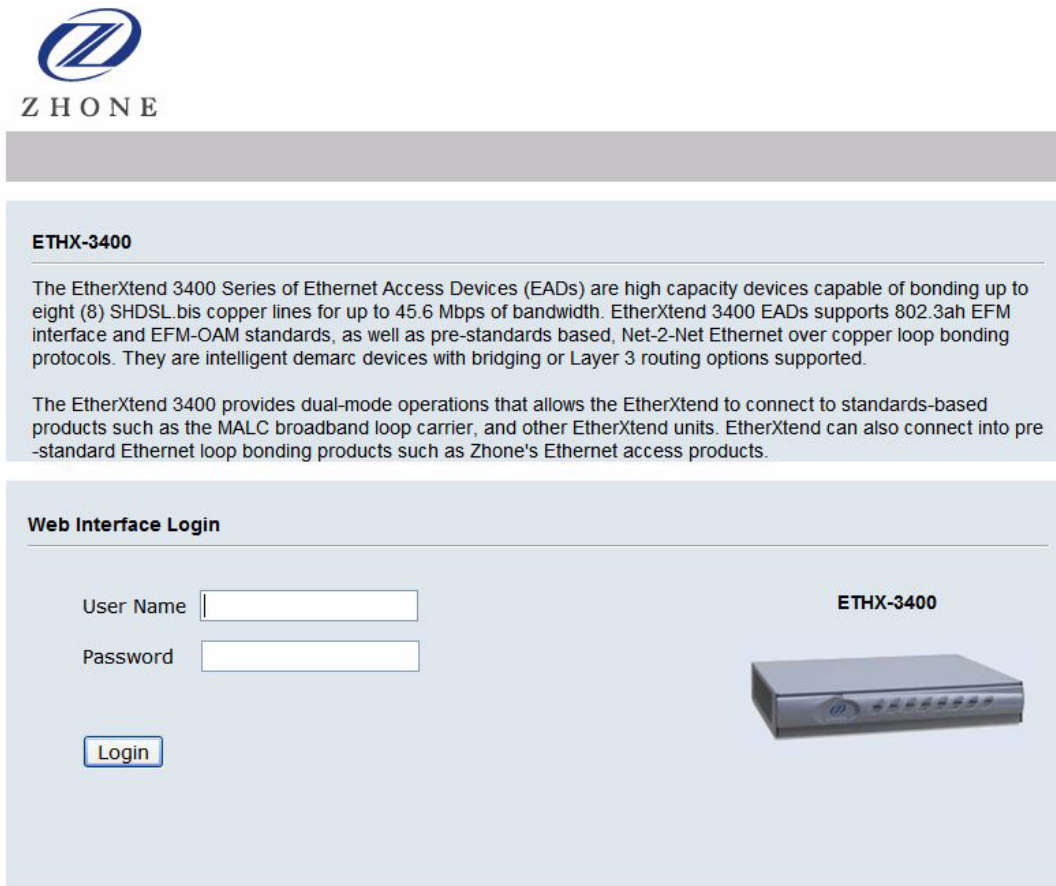 ZHONE
ETHX-3400
The EtherXtend 3400 Series of Ethernet Access Devices (EADs) are high capacity devices capable of bonding up to
eight (8) SHDSL.bis copper lines for up to 45.6 Mbps of bandwidth. EtherXtend 3400 EADs supports 802.3ah EFM
interface and EFM-OAM standards, as well as pre-standards based, Net-2-Net Ethernet over copper loop bonding
protocols. They are intelligent demarc devices with bridging or Layer 3 routing options supported.
The EtherXtend 3400 provides dual-mode operations that allows the EtherXtend to connect to standards-based
products such as the MALC broadband loop carrier, and other EtherXtend units. EtherXtend can also connect into pre
-standard Ethernet loop bonding products such as Zhone's Ethernet access products.
Web Interface Login
User Name
Password
Login
ETHX-3400